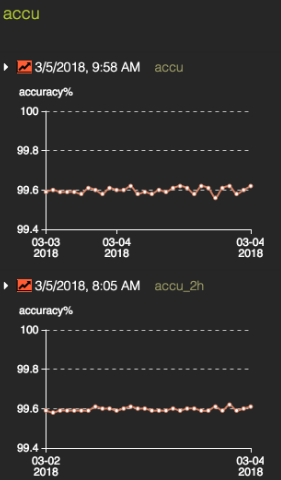 accu
3/5/2018, 9:58 AM accu
accuracy%
100
99.8
99.6
99.4
03-03 03-04 03-04
2018 2018 2018
3/5/2018, 8:05 AM accu_2h
accuracy%
100
99.8
99.6
99.4
03-02 03-04
2018 2018